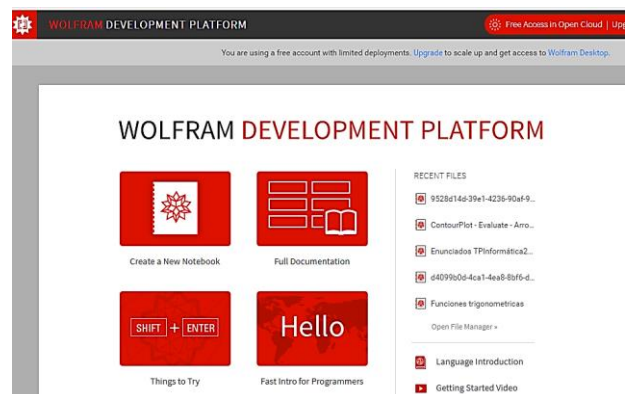 WOLFRAM DEVELOPMENT PLATFORM
Free Access in Open Cloud | Upg
You are using a free account with limited deployments. Upgrade to scale up and get access to Wolfram Desktop.
WOLFRAM DEVELOPMENT PLATFORM
Create a New Notebook
Full Documentation
SHIFT + ENTER
Hello
Things to Try
Fast Intro for Programmers
RECENT FILES
9528d14d-39e1-4236-90af-9...
ContourPlot - Evaluate - Arro...
Enunciados TPInformática2...
d4099b0d-4ca1-4ea8-8bf6-d...
Funciones trigonometricas
Open File Manager »
Language Introduction
Getting Started Video